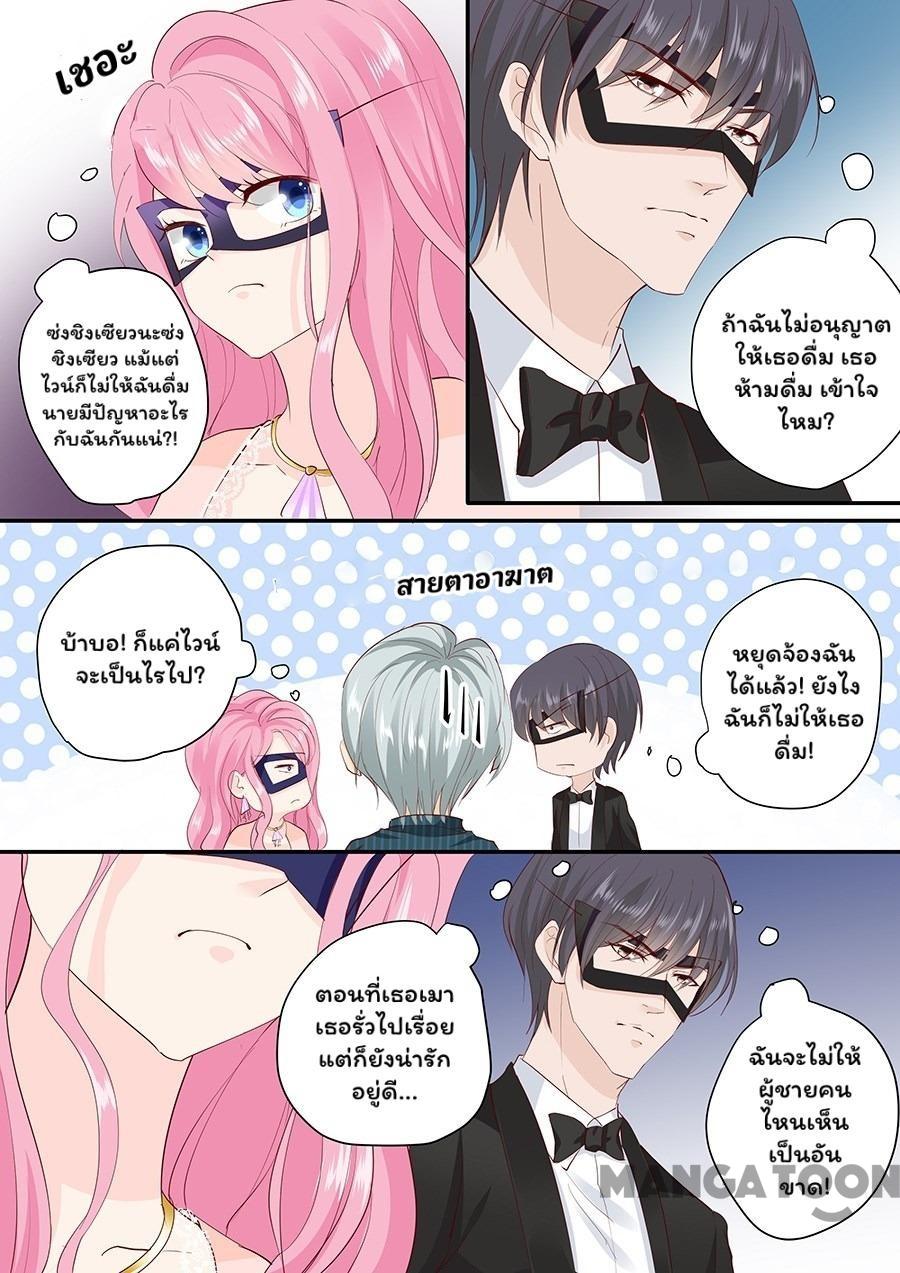 เชอะ
ซ่งชิงเซียวนะซ่ง
ชิงเซียว แม้แต่
ไวน์ก็ไม่ให้ฉันดื่ม
นายมีปัญหาอะไร
กับฉันกันแน่?!
ถ้าฉันไม่อนุญาต
ให้เธอดื่ม เธอ
ห้ามดื่ม เข้าใจ
ไหม?
สายตาอาฆาต
บ้าบอ! ก็แค่ไวน์
จะเป็นไรไป?
หยุดจ้องฉัน
ได้แล้ว! ยังไง
ฉันก็ไม่ให้เธอ
ดื่ม!
ตอนที่เธอเมา
เธอรั่วไปเรื่อย
แต่ก็ยังน่ารัก
อยู่ดี...
ฉันจะไม่ให้
ผู้ชายคน
ไหนเห็น
เป็นอัน
ขาด!
MANGA TOON